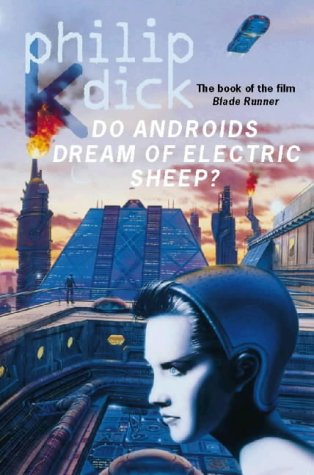 philip
K dick
The book of the film
Blade Runner
DO ANDROIDS
DREAM OF ELECTRIC
SHEEP?